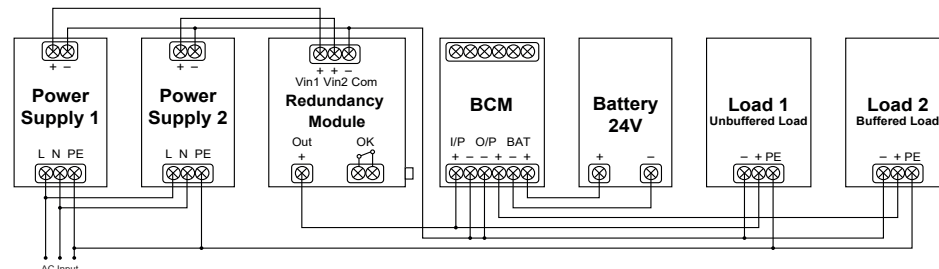 + −
Power
Supply 1
L N PE
+ −
Power
Supply 2
L N PE
+ + −
Vin1 Vin2 Com
Redundancy
Module
Out OK
+
BCM
I/P O/P BAT
+ − − + − +
Battery
24V
+ −
Load 1
Unbuffered Load
− + PE
Load 2
Buffered Load
− + PE
AC Input